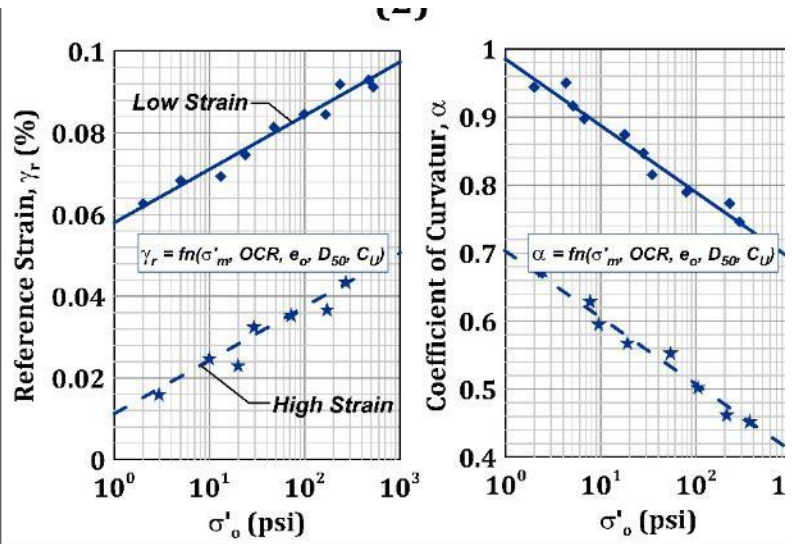 (2)
0.1
0.08
0.06
0.04
0.02
0
Reference Strain, γr (%)
Low Strain
γr = fn(σ'm, OCR, eo, D50, CU)
High Strain
10^0 10^1 10^2 10^3
σ'o (psi)
1
0.9
0.8
0.7
0.6
0.5
0.4
Coefficient of Curvatur, α
α = fn(σ'm, OCR, eo, D50, CU)
10^0 10^1 10^2
σ'o (psi)